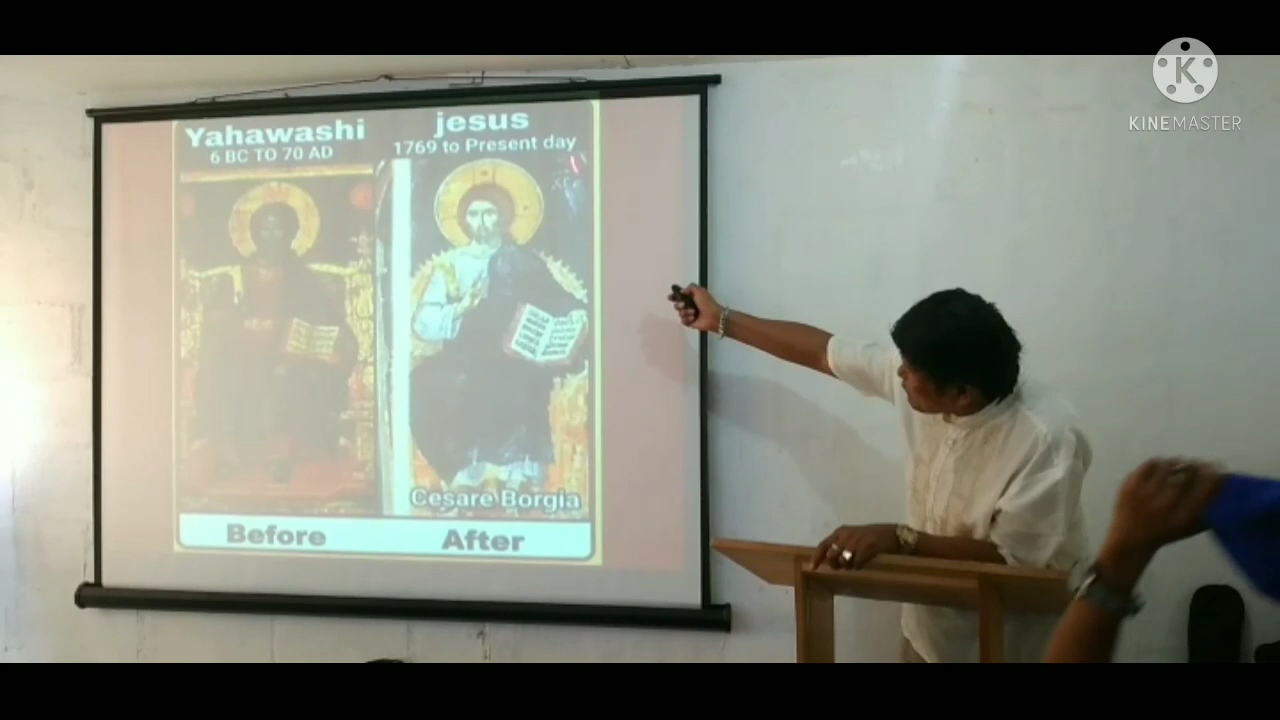 Yahawashi
6 BC TO 70 AD
jesus
1769 to Present day
Cesare Borgia
Before
After
K
KINEMASTER